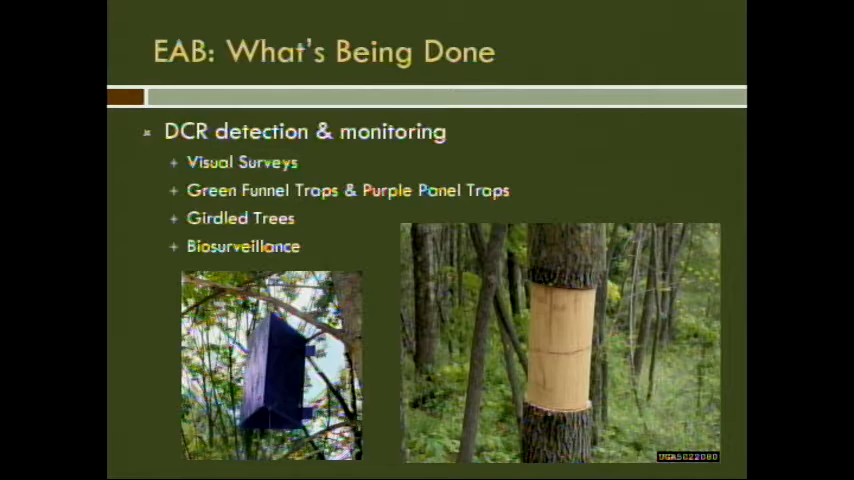 EAB: What's Being Done
DCR detection & monitoring
Visual Surveys
Green Funnel Traps & Purple Panel Traps
Girdled Trees
Biosurveillance